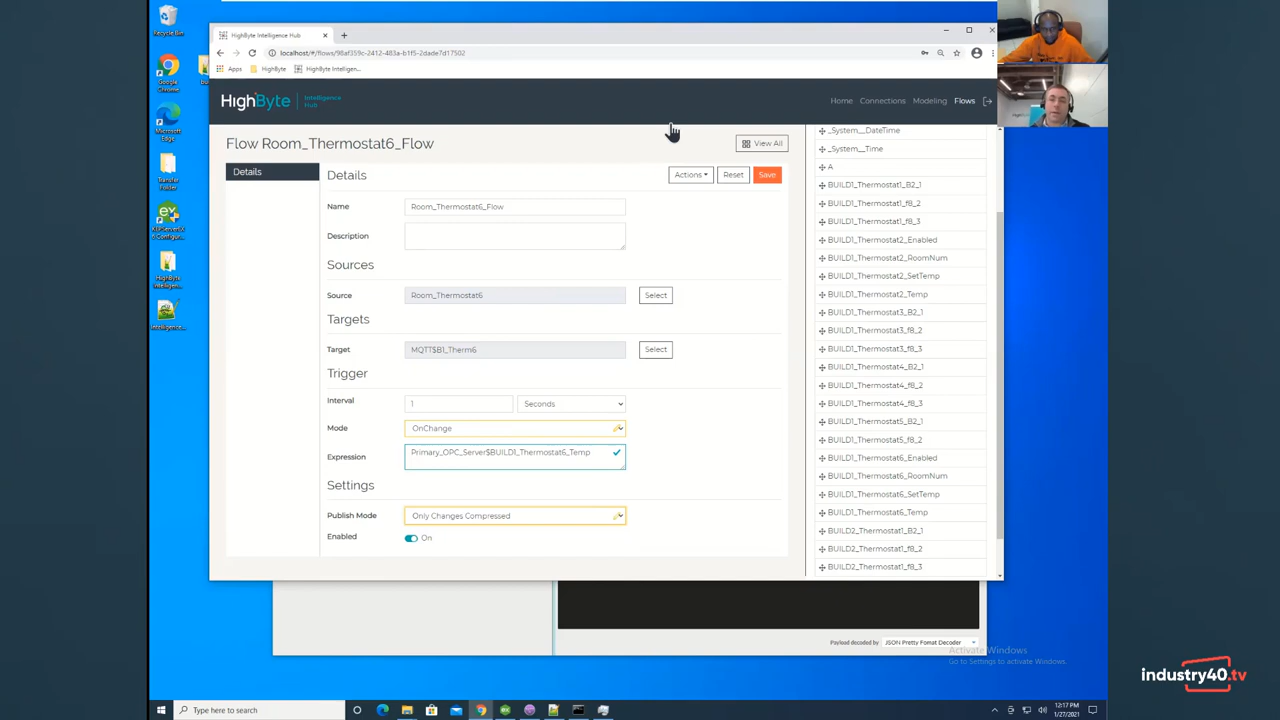 Recycle Bin
Google Chrome
Microsoft Edge
Transfer Folder
HighByte Intelligen...
Intelligence...
HighByte Intelligence Hub
localhost/#/flows/98af359c-2412-483a-b1f5-2dade7d17502
Apps
HighByte
HighByte Intelligen...
HighByte
Intelligence Hub
Home
Connections
Modeling
Flows
Flow Room_Thermostat6_Flow
View All
Details
Details
Actions
Reset
Save
Name
Room_Thermostat6_Flow
Description
Sources
Source
Room_Thermostat6
Select
Targets
Target
MQTT$B1_Therm6
Select
Trigger
Interval
1
Seconds
Mode
OnChange
Expression
Primary_OPC_Server$BUILD1_Thermostat6_Temp
Settings
Publish Mode
Only Changes Compressed
Enabled
On
_System__DateTime
_System__Time
A
BUILD1_Thermostat1_B2_1
BUILD1_Thermostat1_f8_2
BUILD1_Thermostat1_f8_3
BUILD1_Thermostat2_Enabled
BUILD1_Thermostat2_RoomNum
BUILD1_Thermostat2_SetTemp
BUILD1_Thermostat2_Temp
BUILD1_Thermostat3_B2_1
BUILD1_Thermostat3_f8_2
BUILD1_Thermostat3_f8_3
BUILD1_Thermostat4_B2_1
BUILD1_Thermostat4_f8_2
BUILD1_Thermostat4_f8_3
BUILD1_Thermostat5_B2_1
BUILD1_Thermostat5_f8_2
BUILD1_Thermostat6_Enabled
BUILD1_Thermostat6_RoomNum
BUILD1_Thermostat6_SetTemp
BUILD1_Thermostat6_Temp
BUILD2_Thermostat1_B2_1
BUILD2_Thermostat1_f8_2
BUILD2_Thermostat1_f8_3
Payload decoded by
JSON Pretty Fomat Decoder
Activate Windows
Go to Settings to activate Windows.
industry40.tv
Type here to search
12:17 PM
1/27/2021